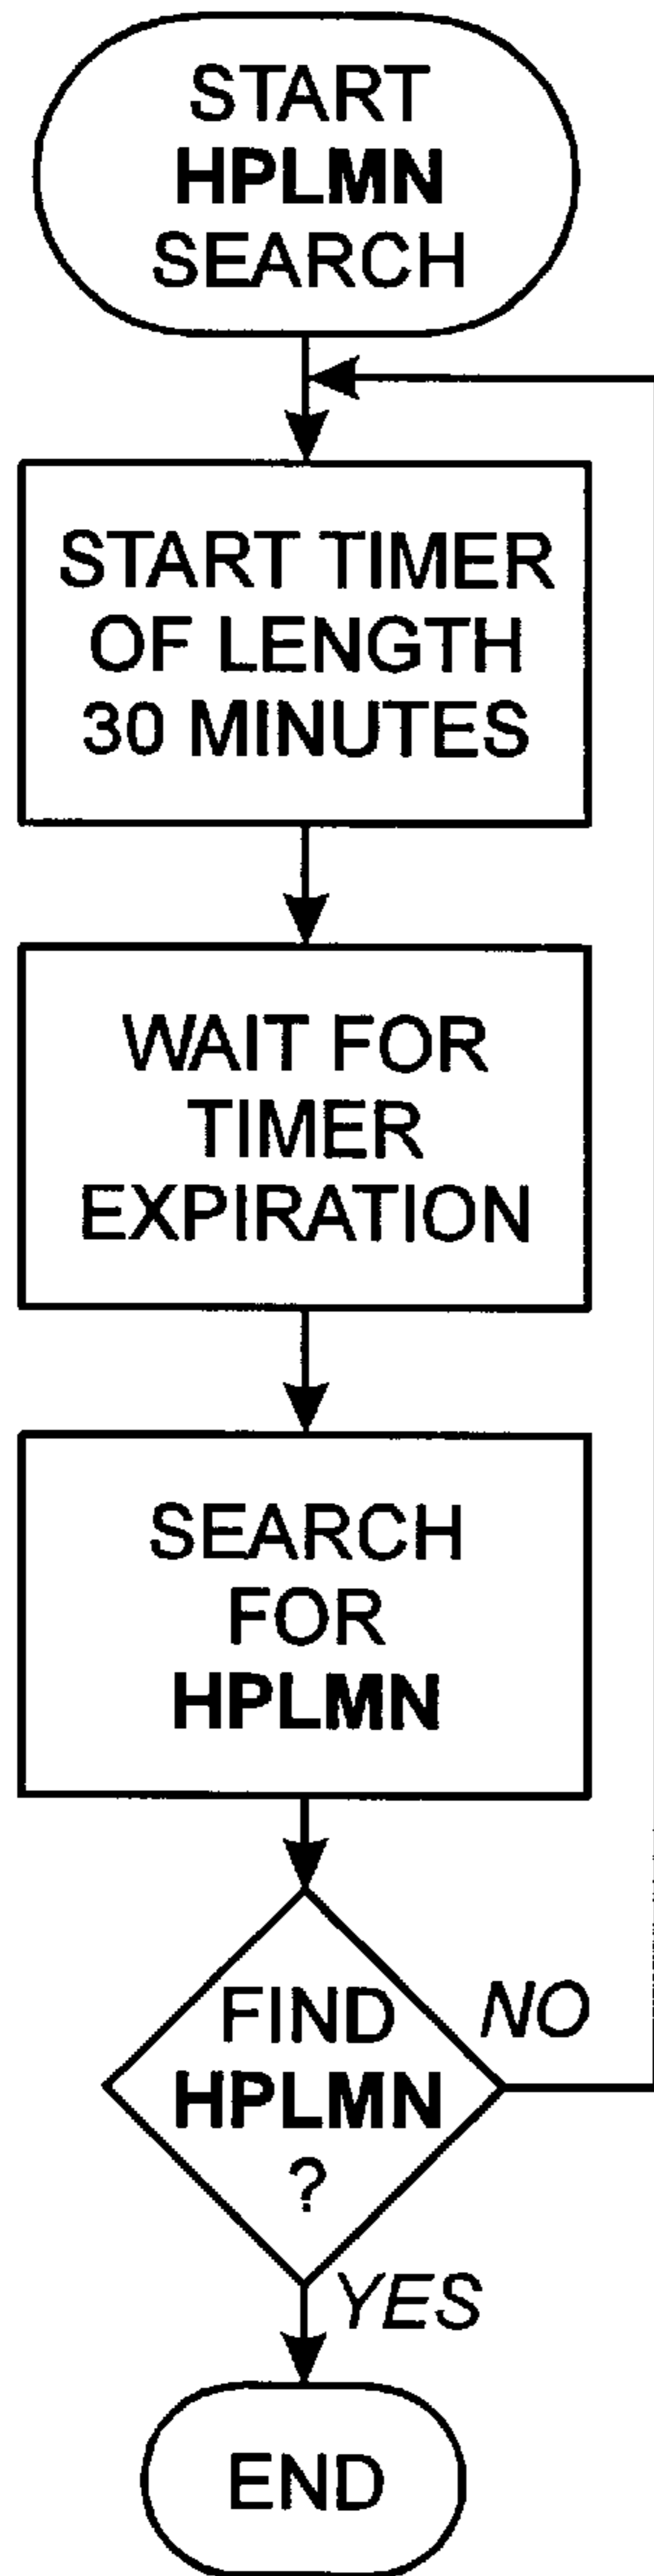 START
HPLMN
SEARCH
START TIMER
OF LENGTH
30 MINUTES
WAIT FOR
TIMER
EXPIRATION
SEARCH
FOR
HPLMN
FIND
HPLMN
?
NO
YES
END